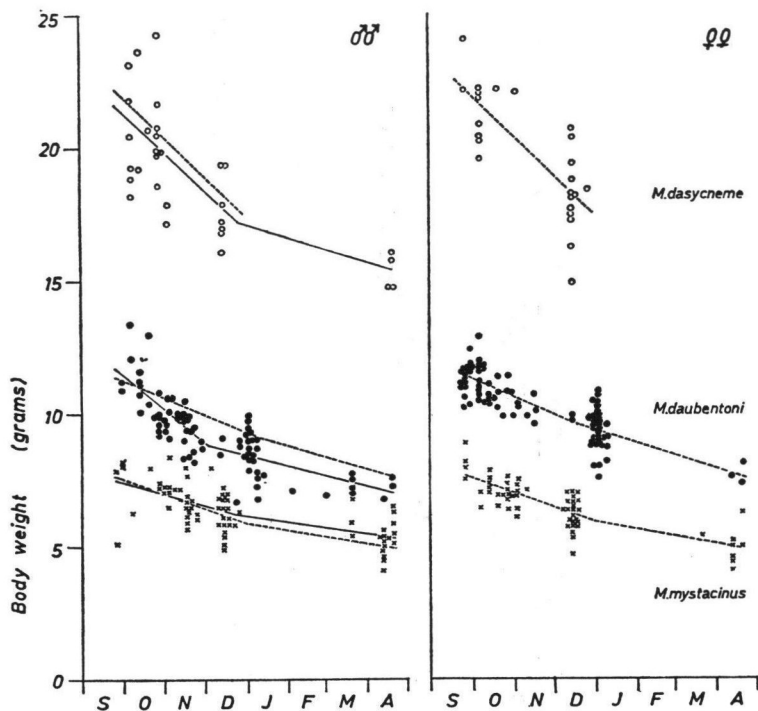 25
20
15
10
5
0
Body weight (grams)
♂♂
♀♀
M.dasycneme
M.daubentoni
M.mystacinus
S O N D J F M A
S O N D J F M A